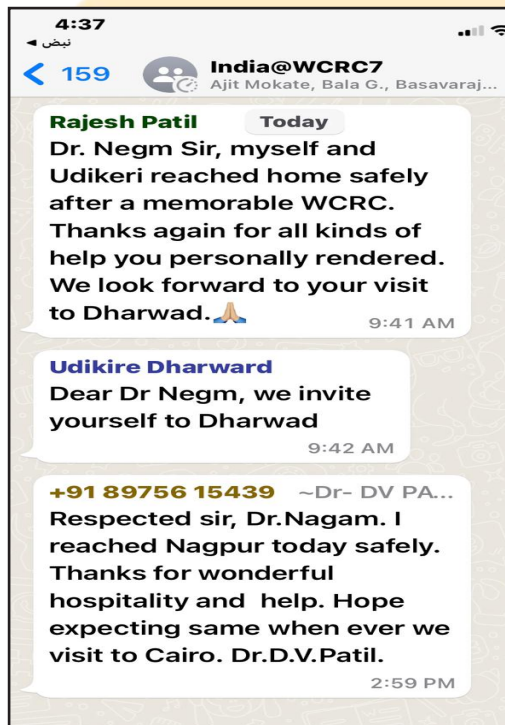 4:37
نبض ◄
159
India@WCRC7
Ajit Mokate, Bala G., Basavaraj...
Rajesh Patil
Today
Dr. Negm Sir, myself and
Udikeri reached home safely
after a memorable WCRC.
Thanks again for all kinds of
help you personally rendered.
We look forward to your visit
to Dharwad.🙏🏼
9:41 AM
Udikire Dharward
Dear Dr Negm, we invite
yourself to Dharwad
9:42 AM
+91 89756 15439 ~Dr- DV PA...
Respected sir, Dr.Nagam. I
reached Nagpur today safely.
Thanks for wonderful
hospitality and help. Hope
expecting same when ever we
visit to Cairo. Dr.D.V.Patil.
2:59 PM